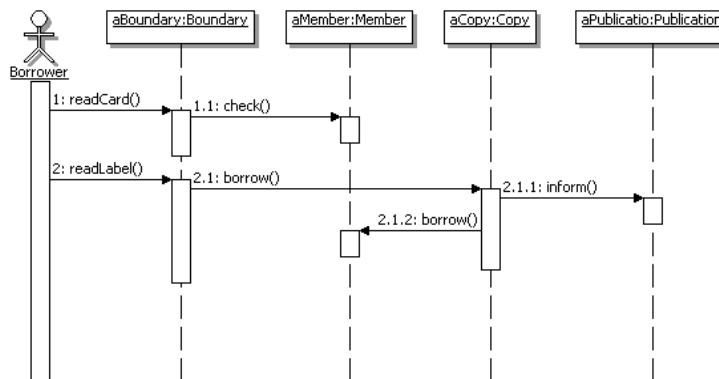 aBoundary:Boundary
aMember:Member
aCopy:Copy
aPublicatio:Publication
Borrower
1: readCard()
1.1: check()
2: readLabel()
2.1: borrow()
2.1.1: inform()
2.1.2: borrow()